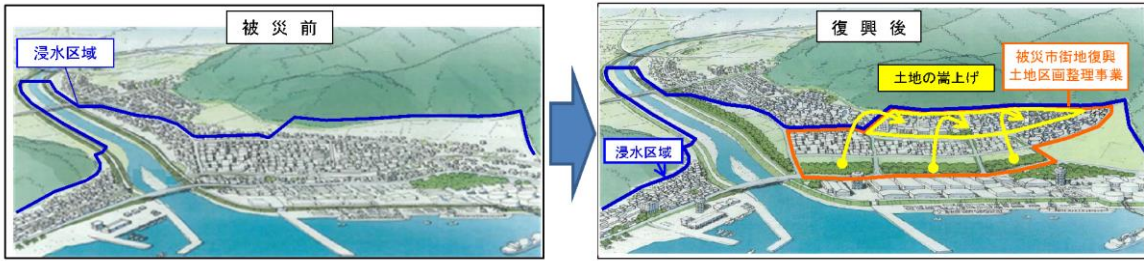 被災前
浸水区域
復興後
被災市街地復興
土地区画整理事業
土地の嵩上げ
浸水区域